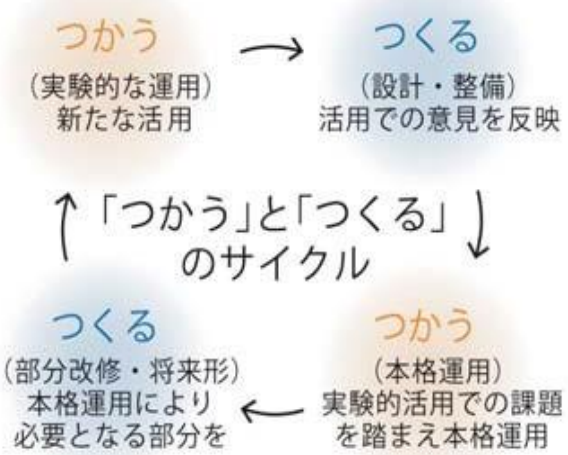 つかう
（実験的な運用）
新たな活用
つくる
（設計・整備）
活用での意見を反映
「つかう」と「つくる」
のサイクル
つかう
（本格運用）
実験的活用での課題
を踏まえ本格運用
つくる
（部分改修・将来形）
本格運用により
必要となる部分を